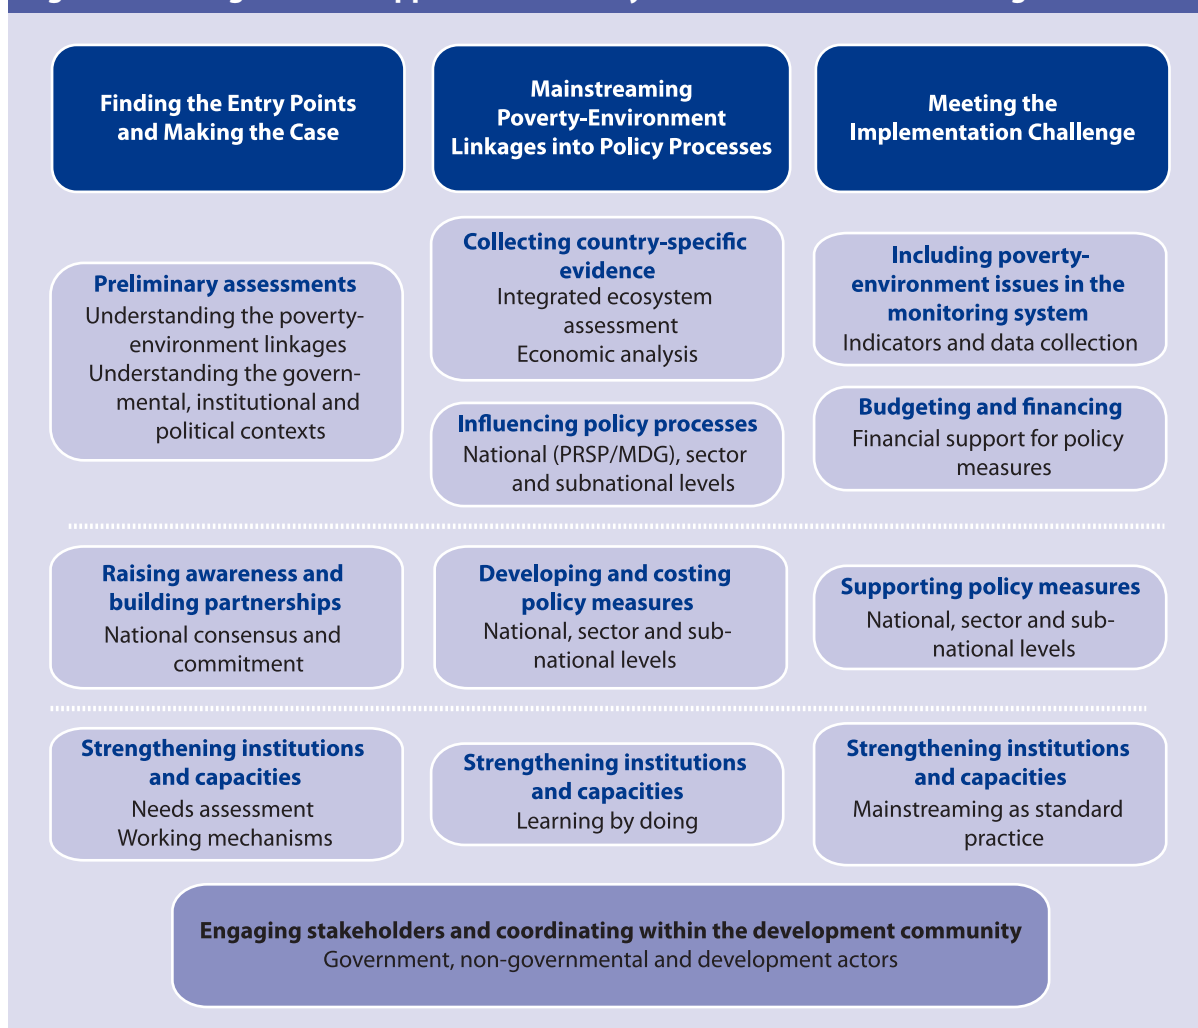 Finding the Entry Points
and Making the Case
Mainstreaming
Poverty-Environment
Linkages into Policy Processes
Meeting the
Implementation Challenge
Preliminary assessments
Understanding the poverty-
environment linkages
Understanding the govern-
mental, institutional and
political contexts
Collecting country-specific
evidence
Integrated ecosystem
assessment
Economic analysis
Influencing policy processes
National (PRSP/MDG), sector
and subnational levels
Including poverty-
environment issues in the
monitoring system
Indicators and data collection
Budgeting and financing
Financial support for policy
measures
Raising awareness and
building partnerships
National consensus and
commitment
Developing and costing
policy measures
National, sector and sub-
national levels
Supporting policy measures
National, sector and sub-
national levels
Strengthening institutions
and capacities
Needs assessment
Working mechanisms
Strengthening institutions
and capacities
Learning by doing
Strengthening institutions
and capacities
Mainstreaming as standard
practice
Engaging stakeholders and coordinating within the development community
Government, non-governmental and development actors